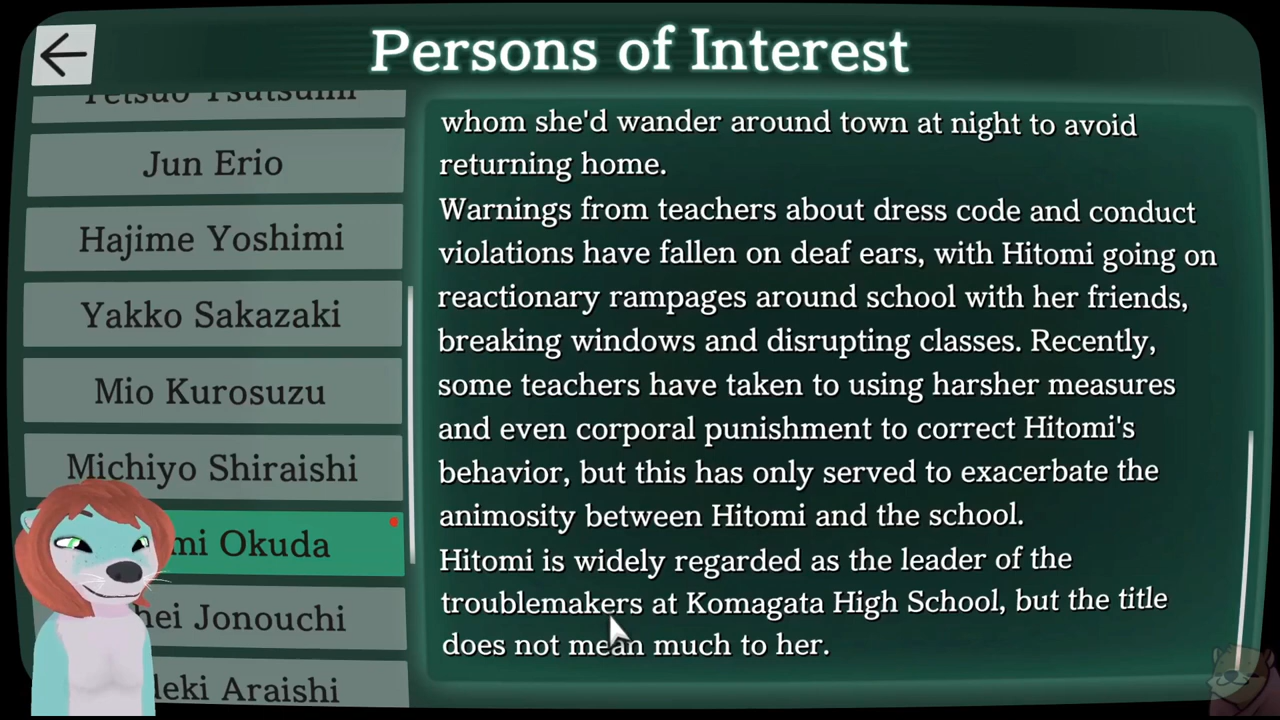 Persons of Interest
Jun Erio
Hajime Yoshimi
Yakko Sakazaki
Mio Kurosuzu
Michiyo Shiraishi
Okuda
Jonouchi
Araishi
whom she'd wander around town at night to avoid
returning home.
Warnings from teachers about dress code and conduct
violations have fallen on deaf ears, with Hitomi going on
reactionary rampages around school with her friends,
breaking windows and disrupting classes. Recently,
some teachers have taken to using harsher measures
and even corporal punishment to correct Hitomi's
behavior, but this has only served to exacerbate the
animosity between Hitomi and the school.
Hitomi is widely regarded as the leader of the
troublemakers at Komagata High School, but the title
does not mean much to her.